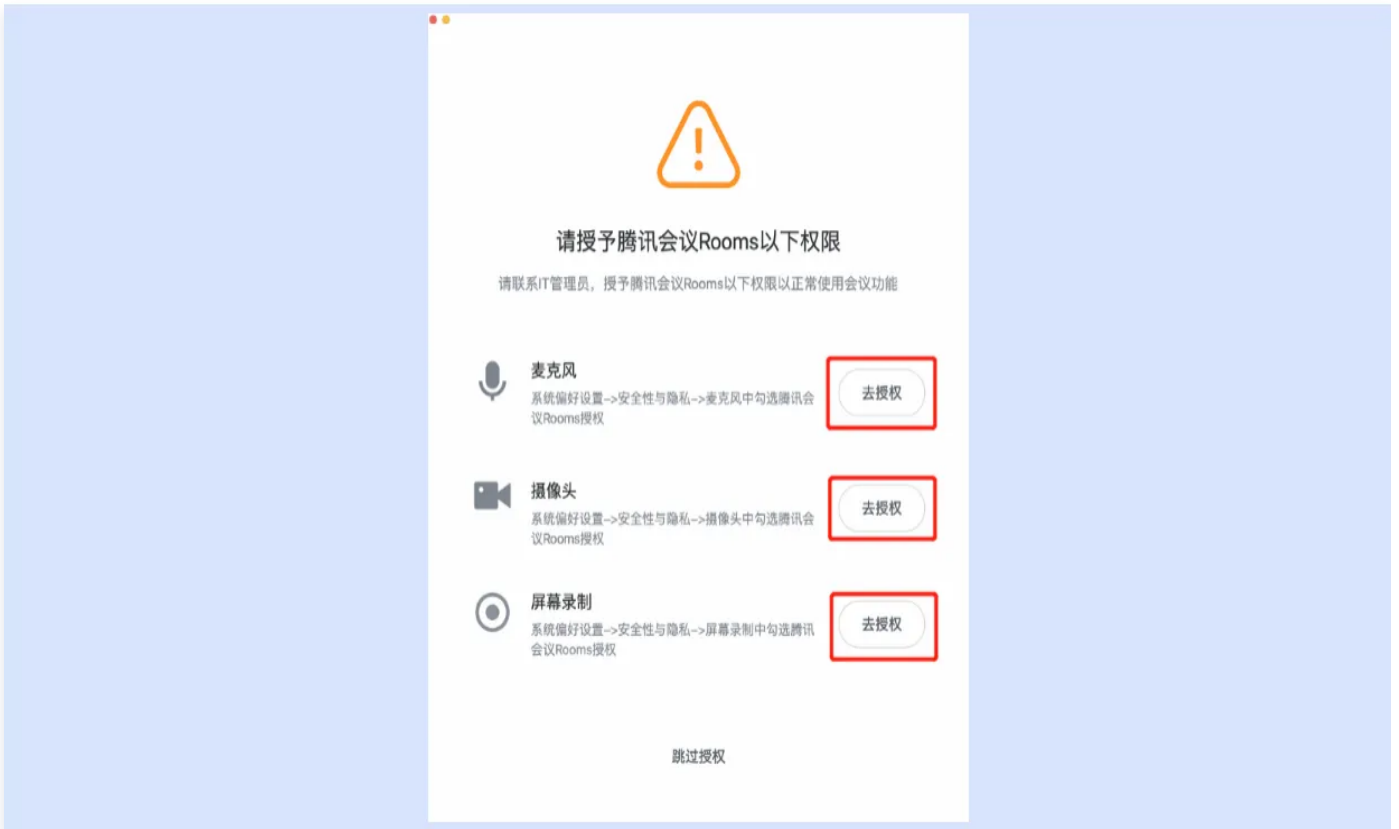 请授予腾讯会议Rooms以下权限
请联系IT管理员，授予腾讯会议Rooms以下权限以正常使用会议功能
麦克风
系统偏好设置->安全性与隐私->麦克风中勾选腾讯会
议Rooms授权
去授权
摄像头
系统偏好设置->安全性与隐私->摄像头中勾选腾讯会
议Rooms授权
去授权
屏幕录制
系统偏好设置->安全性与隐私->屏幕录制中勾选腾讯
会议Rooms授权
去授权
跳过授权